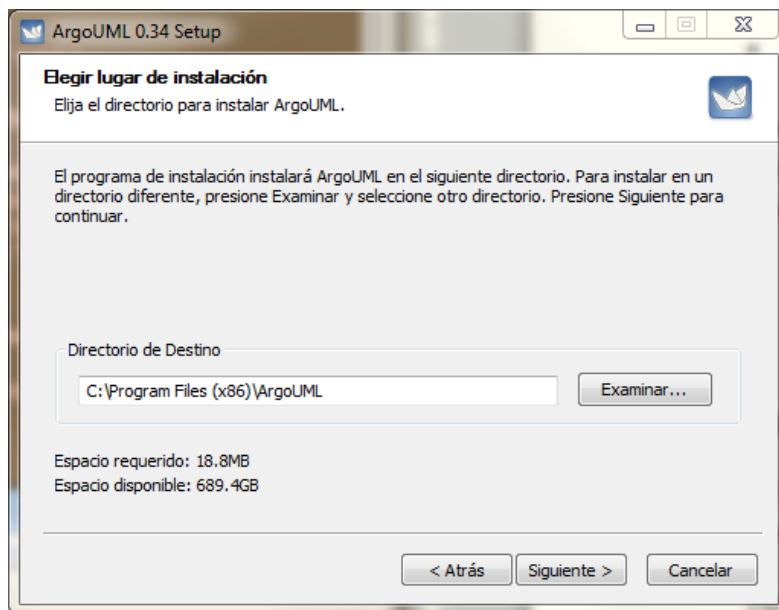 ArgoUML 0.34 Setup
Elegir lugar de instalación
Elija el directorio para instalar ArgoUML.
El programa de instalación instalará ArgoUML en el siguiente directorio. Para instalar en un
directorio diferente, presione Examinar y seleccione otro directorio. Presione Siguiente para
continuar.
Directorio de Destino
C:\Program Files (x86)\ArgoUML
Examinar...
Espacio requerido: 18.8MB
Espacio disponible: 689.4GB
< Atrás
Siguiente >
Cancelar